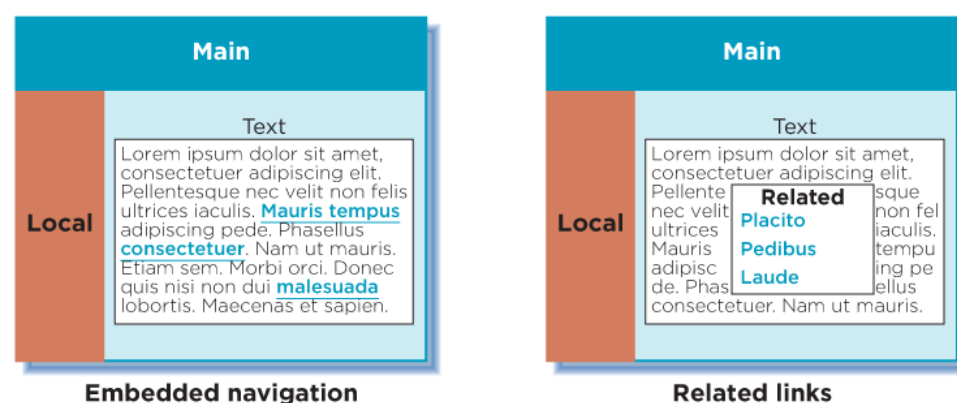 Main
Local
Text
Lorem ipsum dolor sit amet,
consectetuer adipiscing elit.
Pellentesque nec velit non felis
ultrices iaculis. Mauris tempus
adipiscing pede. Phasellus
consectetuer. Nam ut mauris.
Etiam sem. Morbi orci. Donec
quis nisi non dui malesuada
lobortis. Maecenas et sapien.
Embedded navigation
Main
Local
Text
Lorem ipsum dolor sit amet,
consectetuer adipiscing elit.
Pellente sque
nec velit non fel
ultrices iaculis.
Mauris tempu
adipisc ing pe
de. Phas ellus
consectetuer. Nam ut mauris.
Related
Placito
Pedibus
Laude
Related links